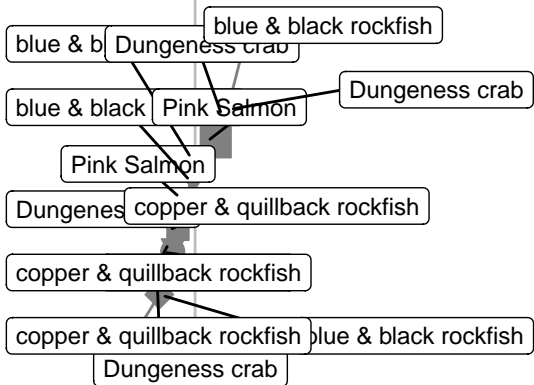 blue & black rockfish
blue & b
Dungeness crab
Dungeness crab
blue & black
Pink Salmon
Pink Salmon
Dungenes
copper & quillback rockfish
copper & quillback rockfish
copper & quillback rockfish
blue & black rockfish
Dungeness crab